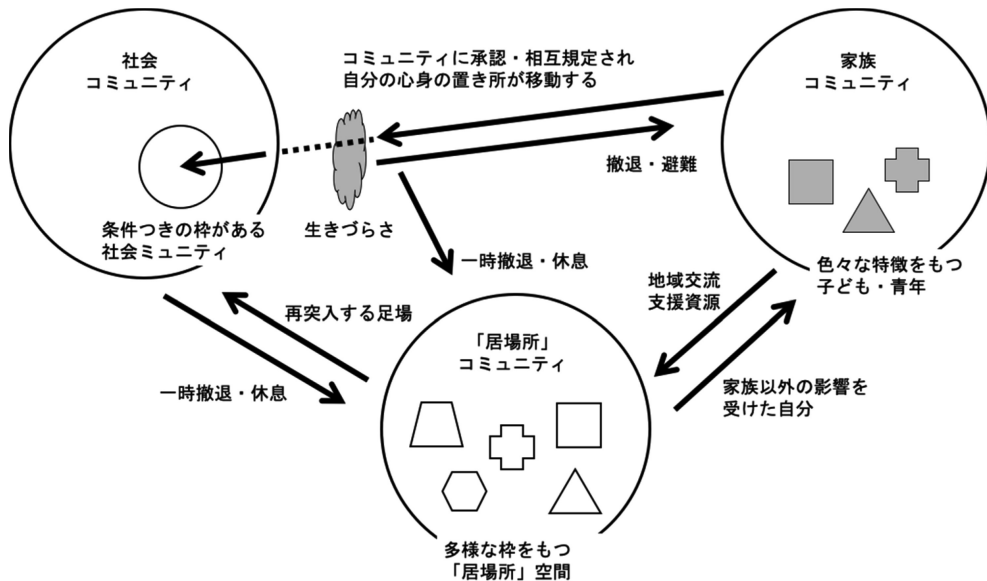 社会
コミュニティ
コミュニティに承認・相互規定され
自分の心身の置き所が移動する
家族
コミュニティ
撤退・避難
条件つきの枠がある
社会ミュニティ
生きづらさ
一時撤退・休息
色々な特徴をもつ
子ども・青年
地域交流
支援資源
再突入する足場
「居場所」
コミュニティ
一時撤退・休息
家族以外の影響を
受けた自分
多様な枠をもつ
「居場所」空間